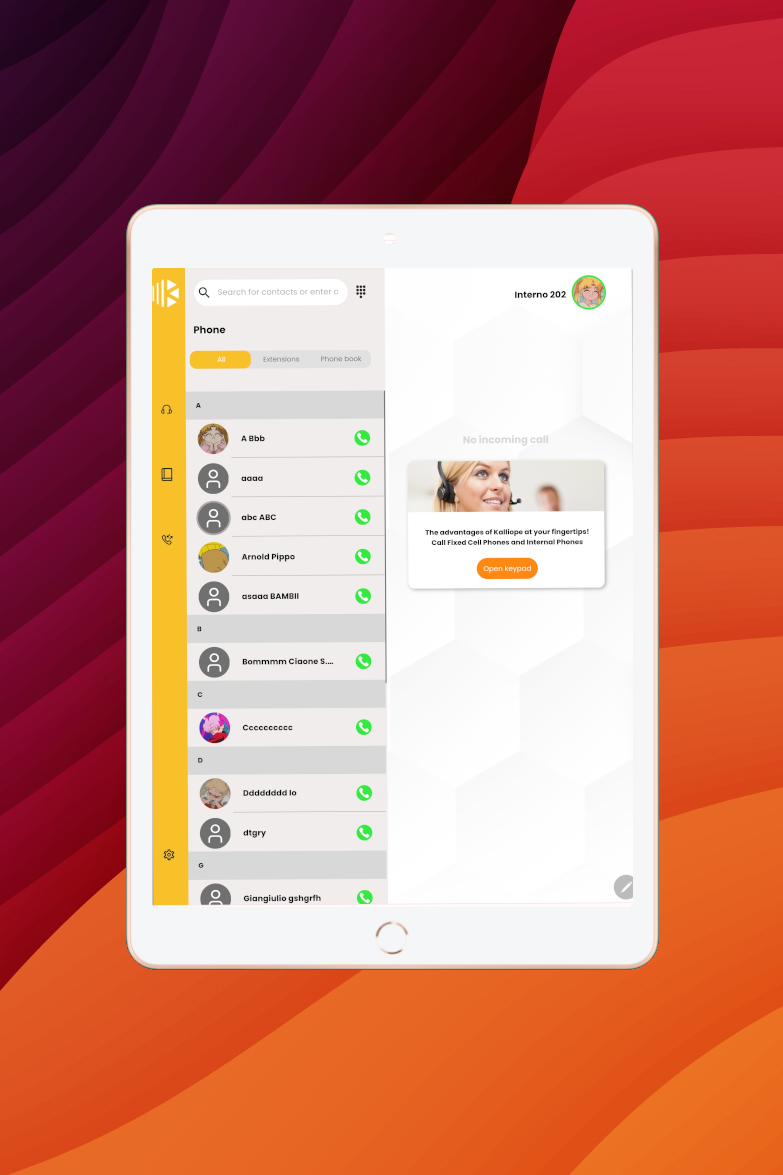 Search for contacts or enter c
Interno 202
Phone
All
Extensions
Phone book
A
A Bbb
aaaa
abc ABC
Arnold Pippo
asaaa BAMBII
B
Bommmm Ciaone S....
C
Cccccccccc
D
Dddddddd Io
dtgry
G
Giangiulio gshgrfh
No incoming call
The advantages of Kalliope at your fingertips!
Call Fixed Cell Phones and Internal Phones
Open keypad